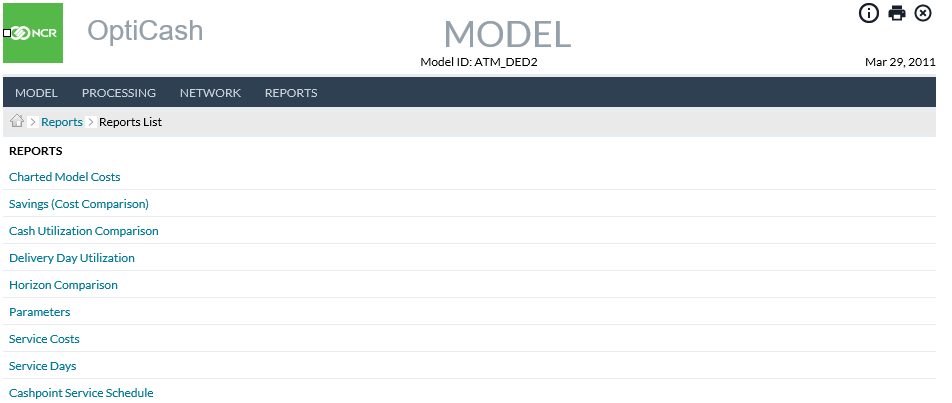 NCR
OptiCash
MODEL
Model ID: ATM_DED2
Mar 29, 2011
MODEL PROCESSING NETWORK REPORTS
Reports Reports List
REPORTS
Charted Model Costs
Savings (Cost Comparison)
Cash Utilization Comparison
Delivery Day Utilization
Horizon Comparison
Parameters
Service Costs
Service Days
Cashpoint Service Schedule